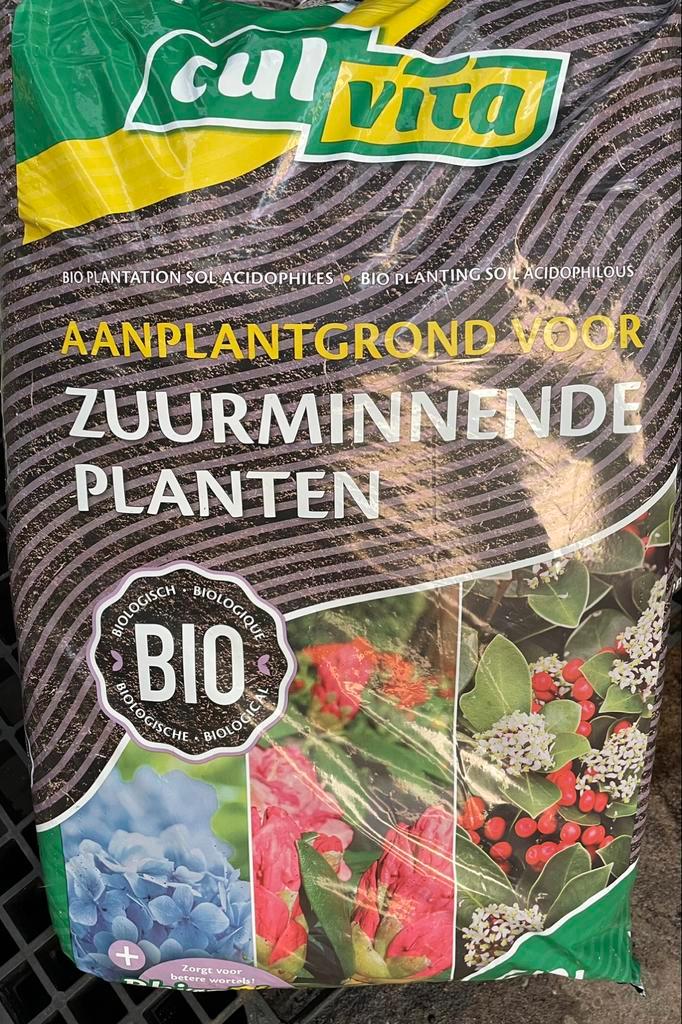 cul vita
BIO PLANTATION SOL ACIDOPHILES • BIO PLANTING SOIL ACIDOPHILOUS
AANPLANTGROND VOOR
ZUURMINNENDE
PLANTEN
BIOLOGISCH • BIOLOGIQUE
BIO
BIOLOGISCHE • BIOLOGICAL
+
Zorgt voor
betere wortels!